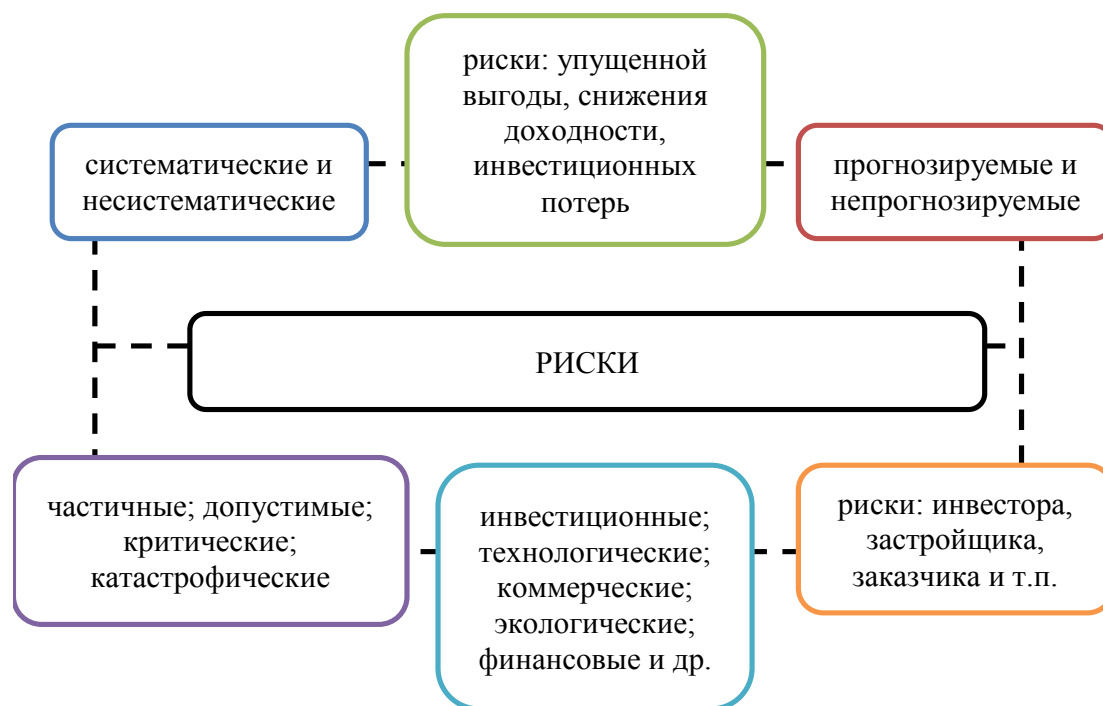 риски: упущенной
выгоды, снижения
доходности,
инвестиционных
потерь
систематические и
несистематические
прогнозируемые и
непрогнозируемые
РИСКИ
частичные; допустимые;
критические;
катастрофические
инвестиционные;
технологические;
коммерческие;
экологические;
финансовые и др.
риски: инвестора,
застройщика,
заказчика и т.п.